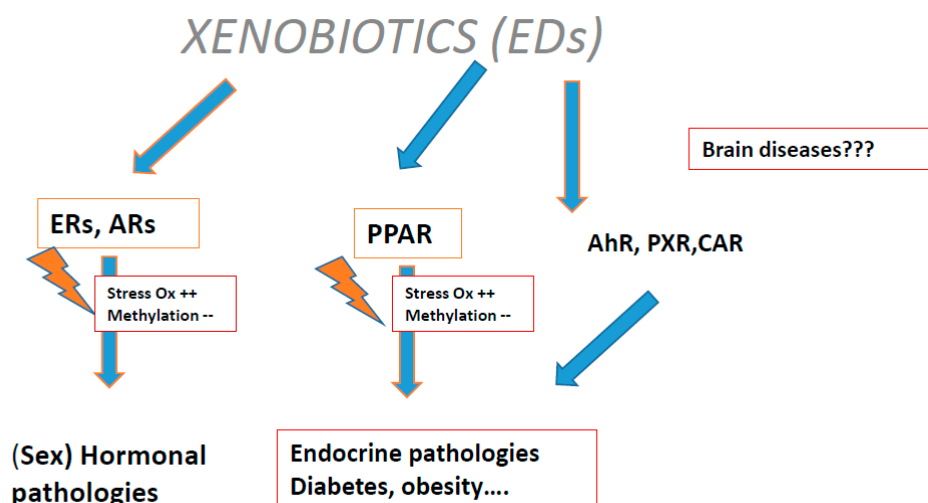 XENOBIOTICS (EDs)
Brain diseases???
ERs, ARs
PPAR
AhR, PXR,CAR
Stress Ox ++
Methylation --
Stress Ox ++
Methylation --
(Sex) Hormonal
pathologies
Endocrine pathologies
Diabetes, obesity....